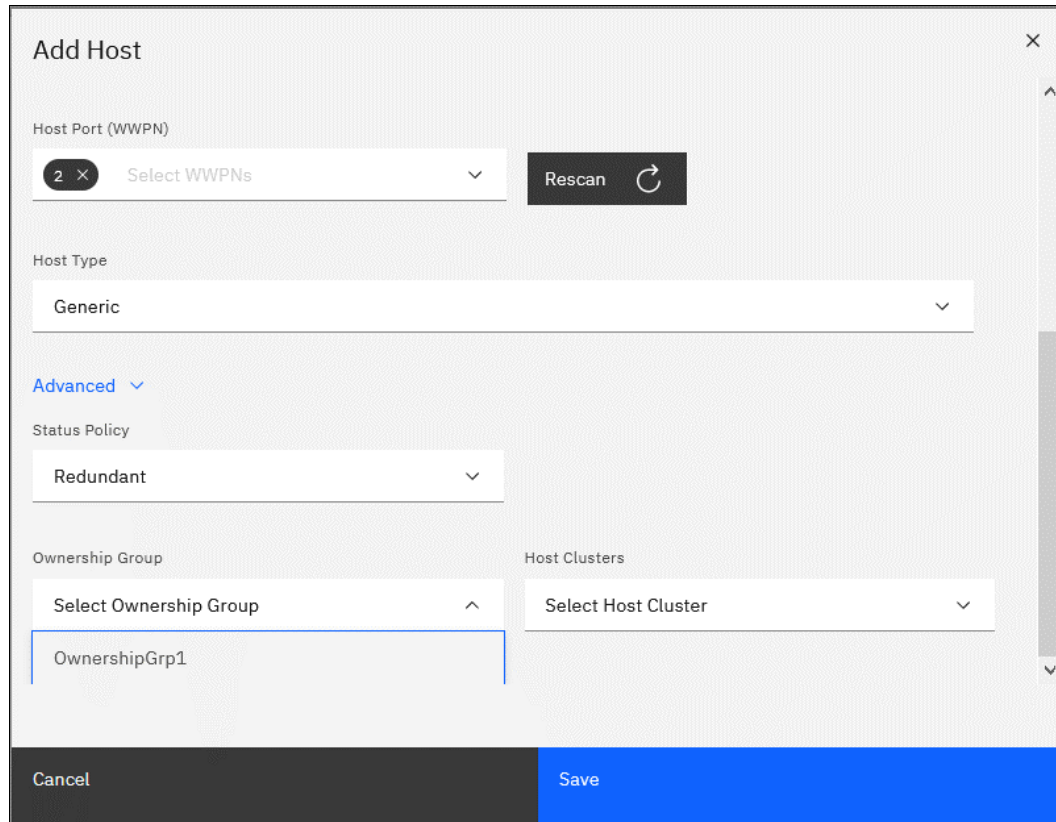 Add Host
Host Port (WWPN)
2 Select WWPNs
Rescan
Host Type
Generic
Advanced
Status Policy
Redundant
Ownership Group
Host Clusters
Select Ownership Group
Select Host Cluster
OwnershipGrp1
Cancel
Save